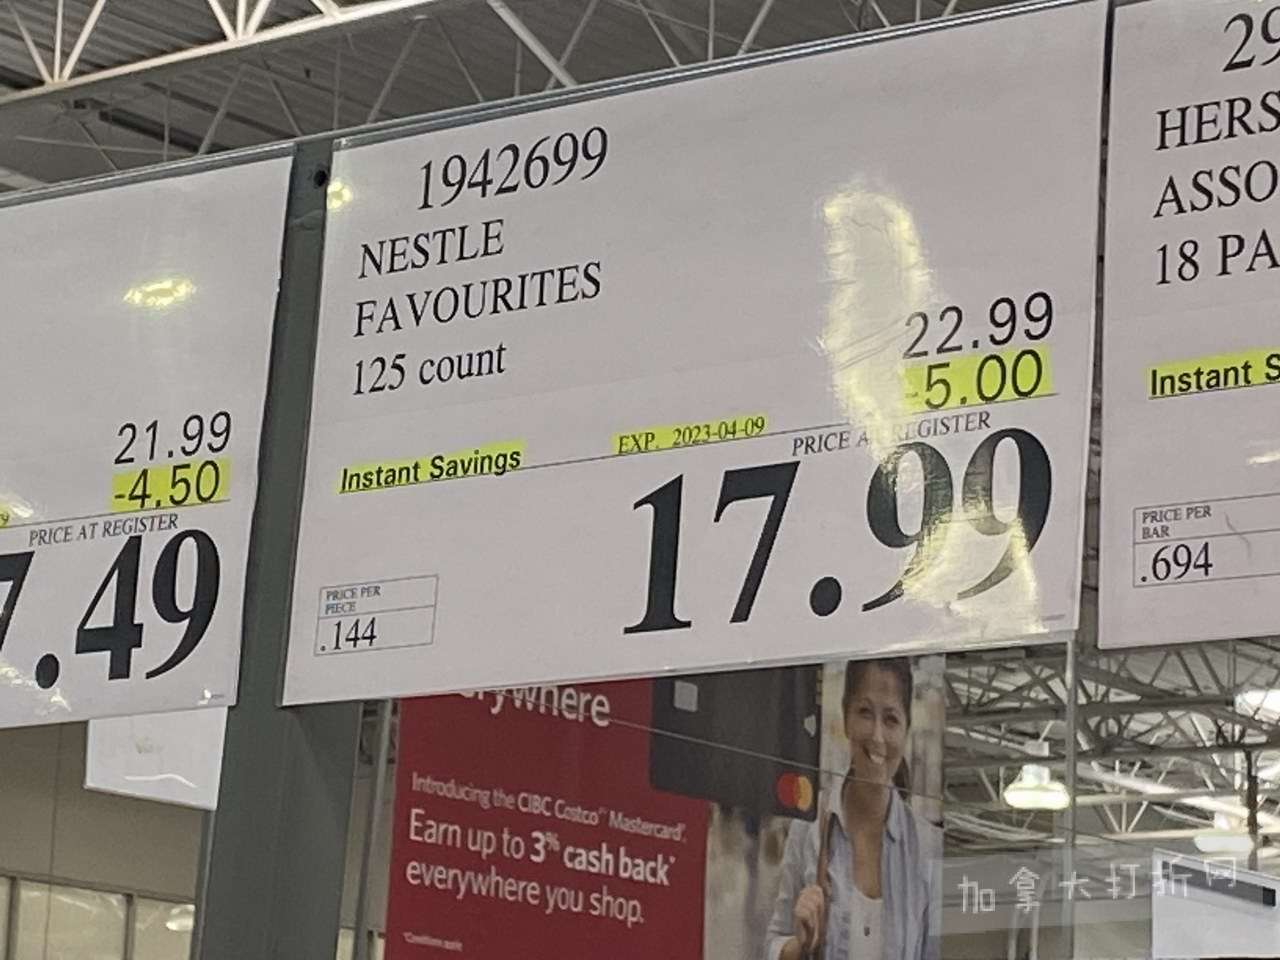 21.99
-4.50
PRICE AT REGISTER
7.49
1942699
NESTLE
FAVOURITES
125 count
22.99
-5.00
Instant Savings
EXP. 2023-04-09
PRICE AT REGISTER
17.99
PRICE PER
PIECE
.144
29
HERS
ASSO
18 PA
Instant S
PRICE PER
BAR
.694
rywhere
Introducing the CIBC Costco Mastercard
Earn up to 3% cash back*
everywhere you shop.
加拿大打折网